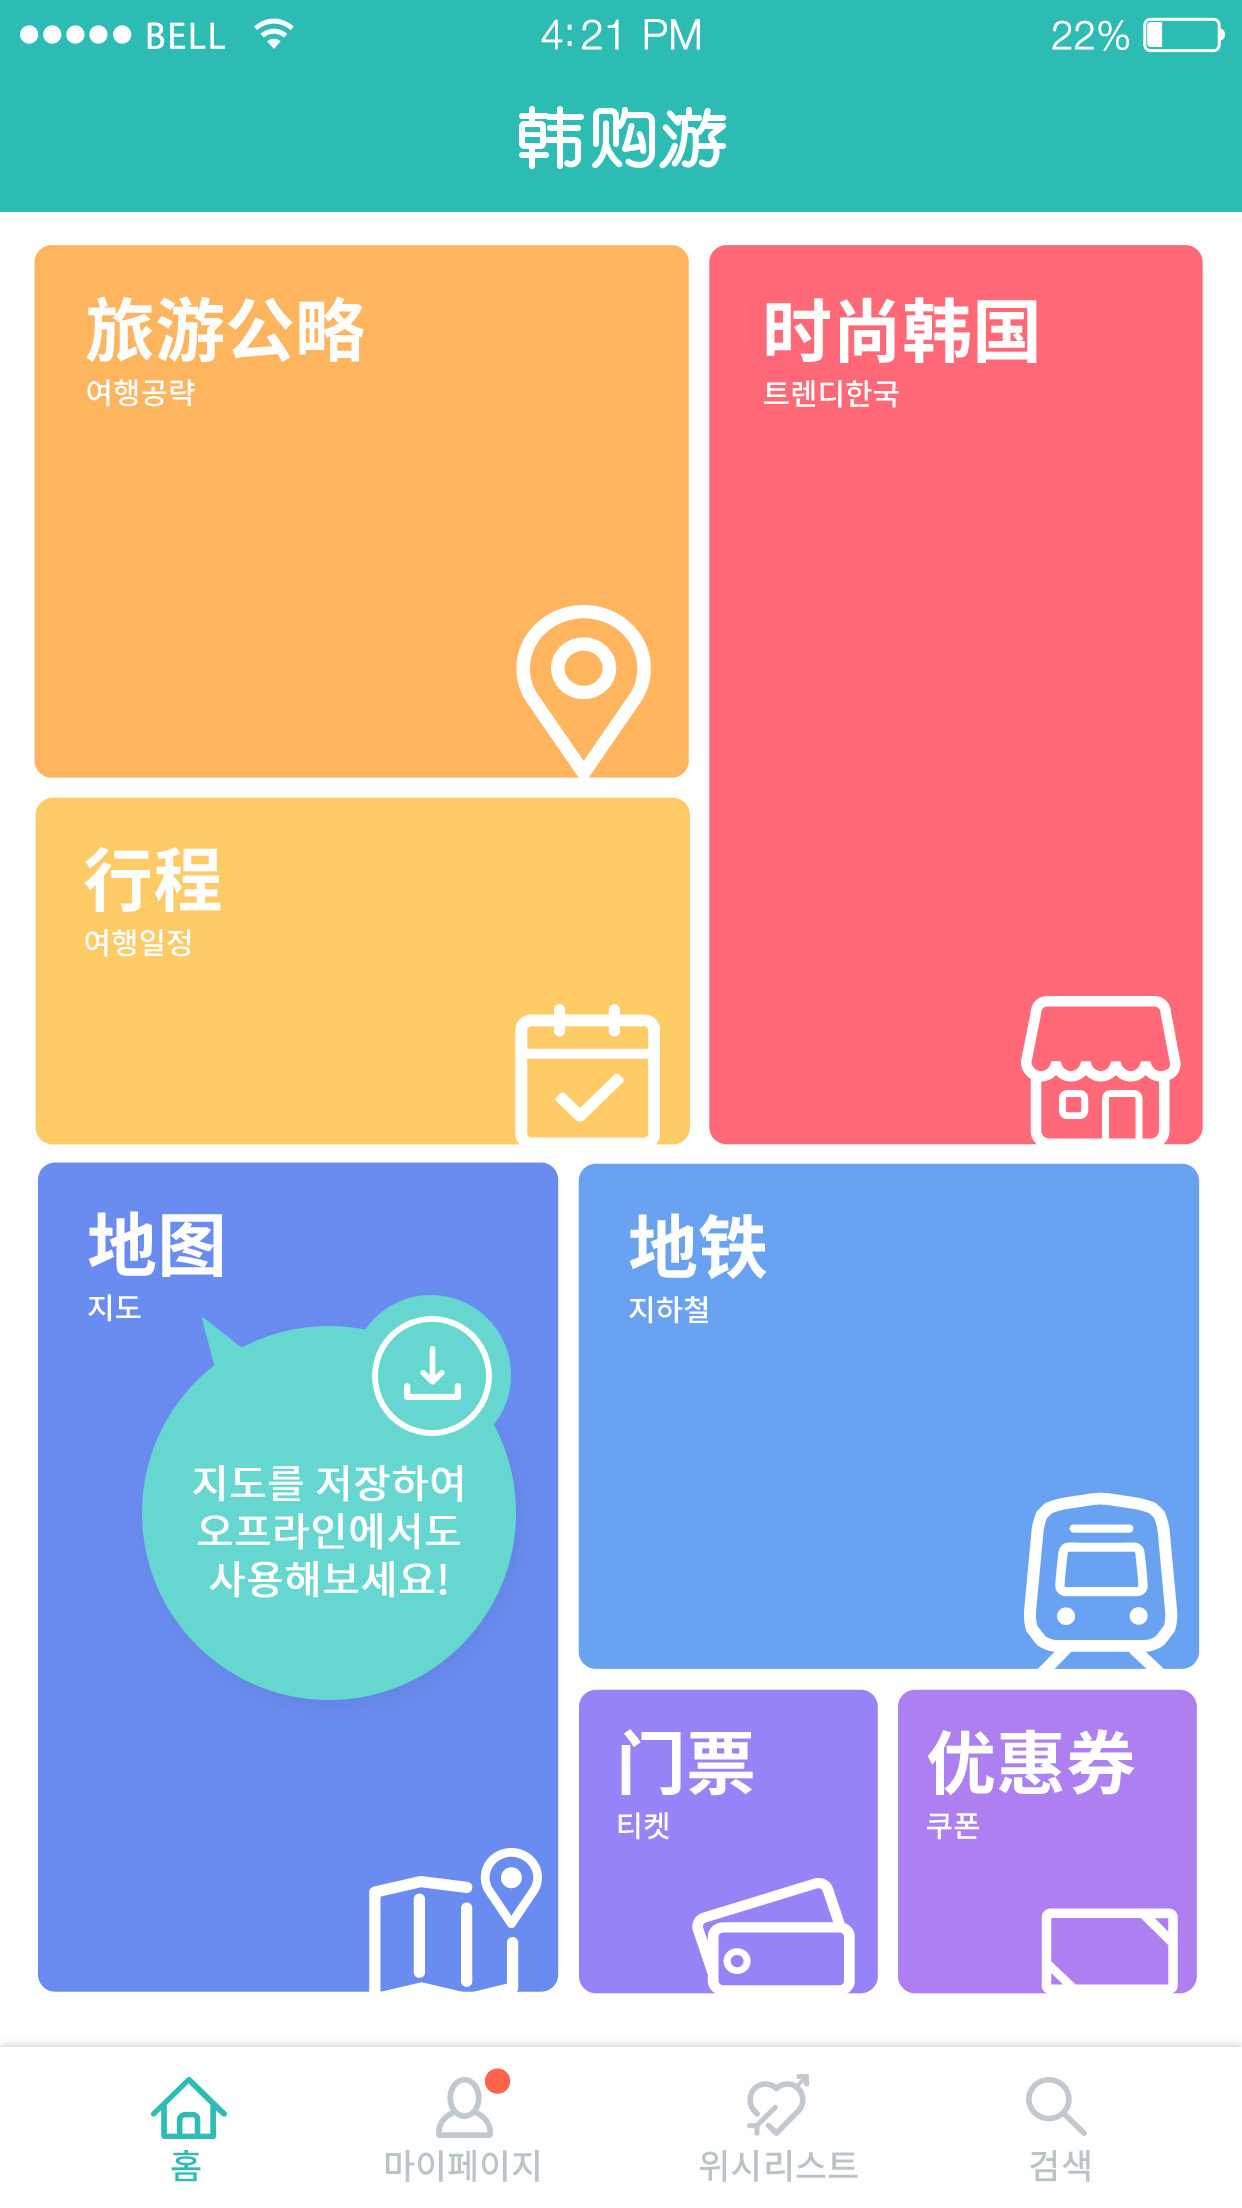 BELL 4:21 PM 22%
韩购游
旅游公略
여행공략
时尚韩国
트렌디한국
行程
여행일정
地图
지도
지도를 저장하여
오프라인에서도
사용해보세요!
地铁
지하철
门票
티켓
优惠券
쿠폰
홈 마이페이지 위시리스트 검색